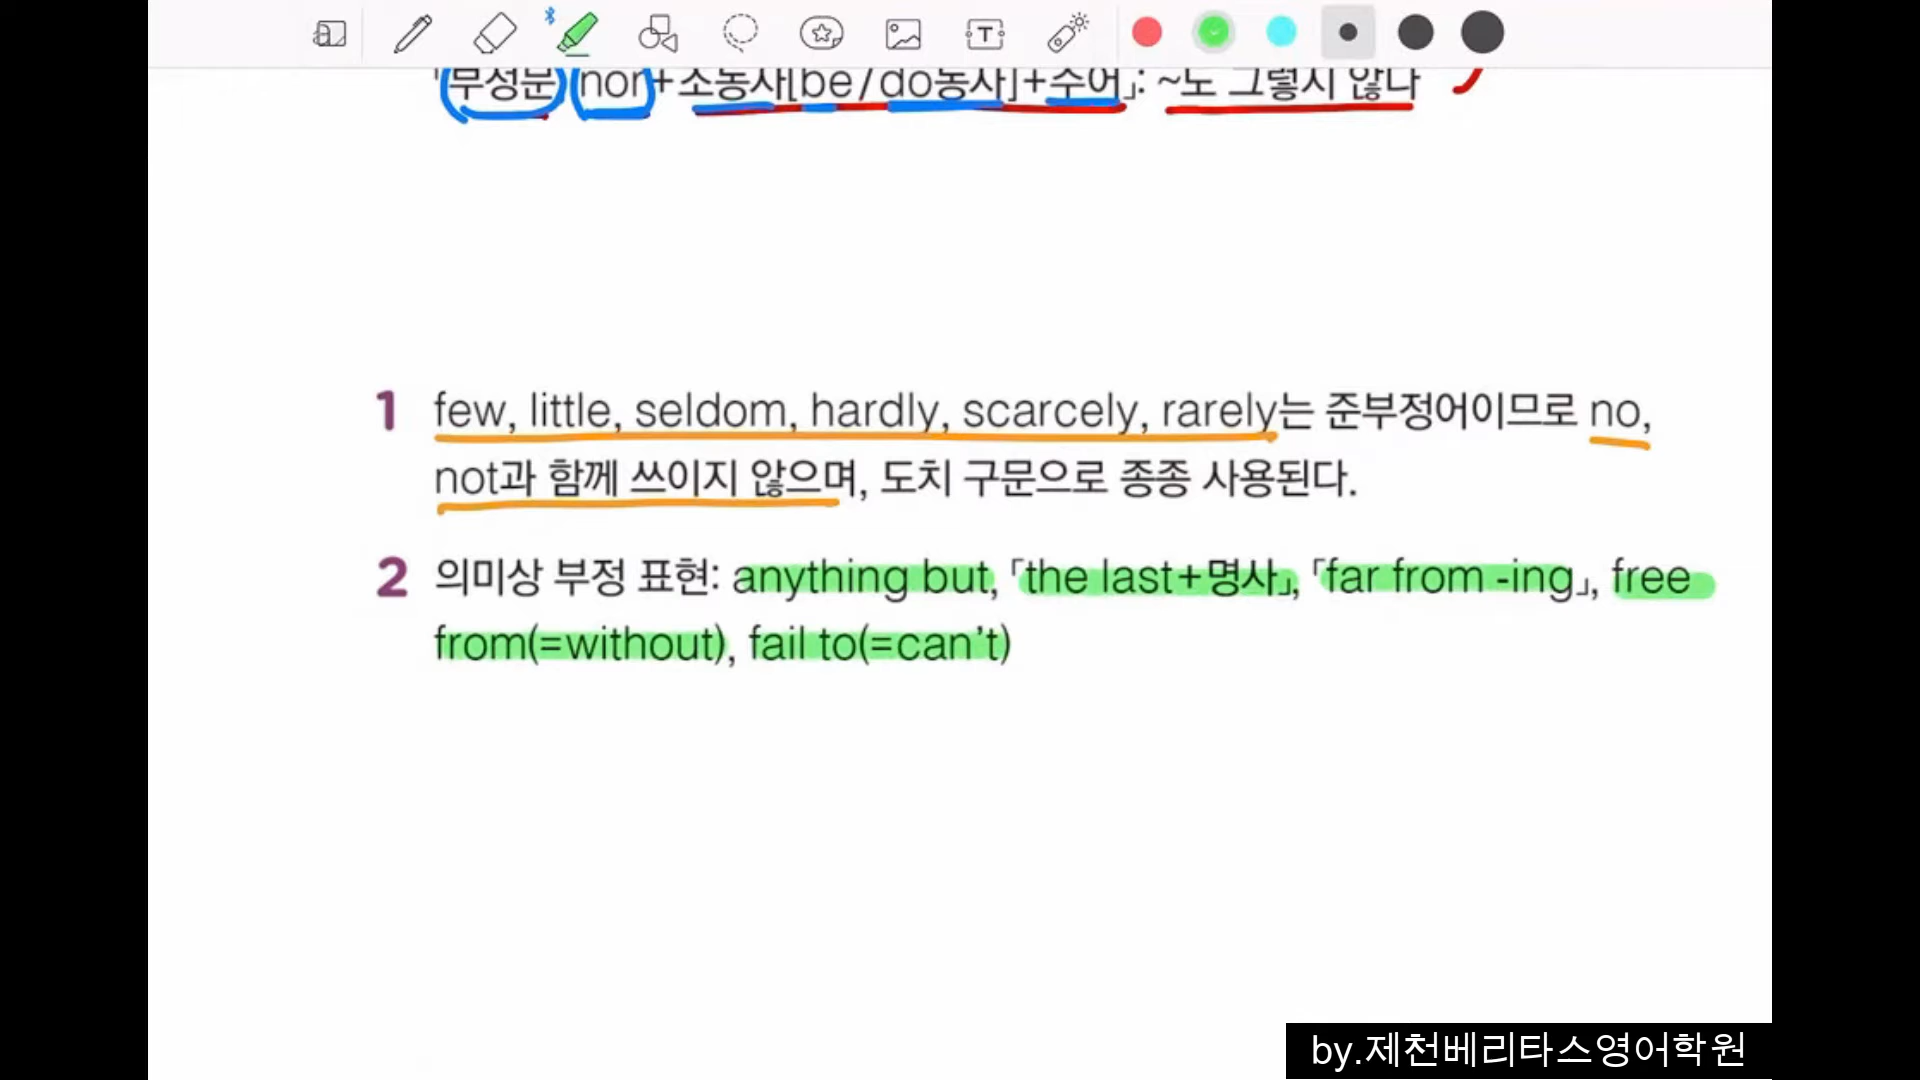 「부정문」 nor+조동사[be/do동사]+주어」: ~도 그렇지 않다
1 few, little, seldom, hardly, scarcely, rarely는 준부정어이므로 no,
not과 함께 쓰이지 않으며, 도치 구문으로 종종 사용된다.
2 의미상 부정 표현: anything but, 「the last+명사」, 「far from -ing」, free
from(=without), fail to(=can't)
by.제천베리타스영어학원